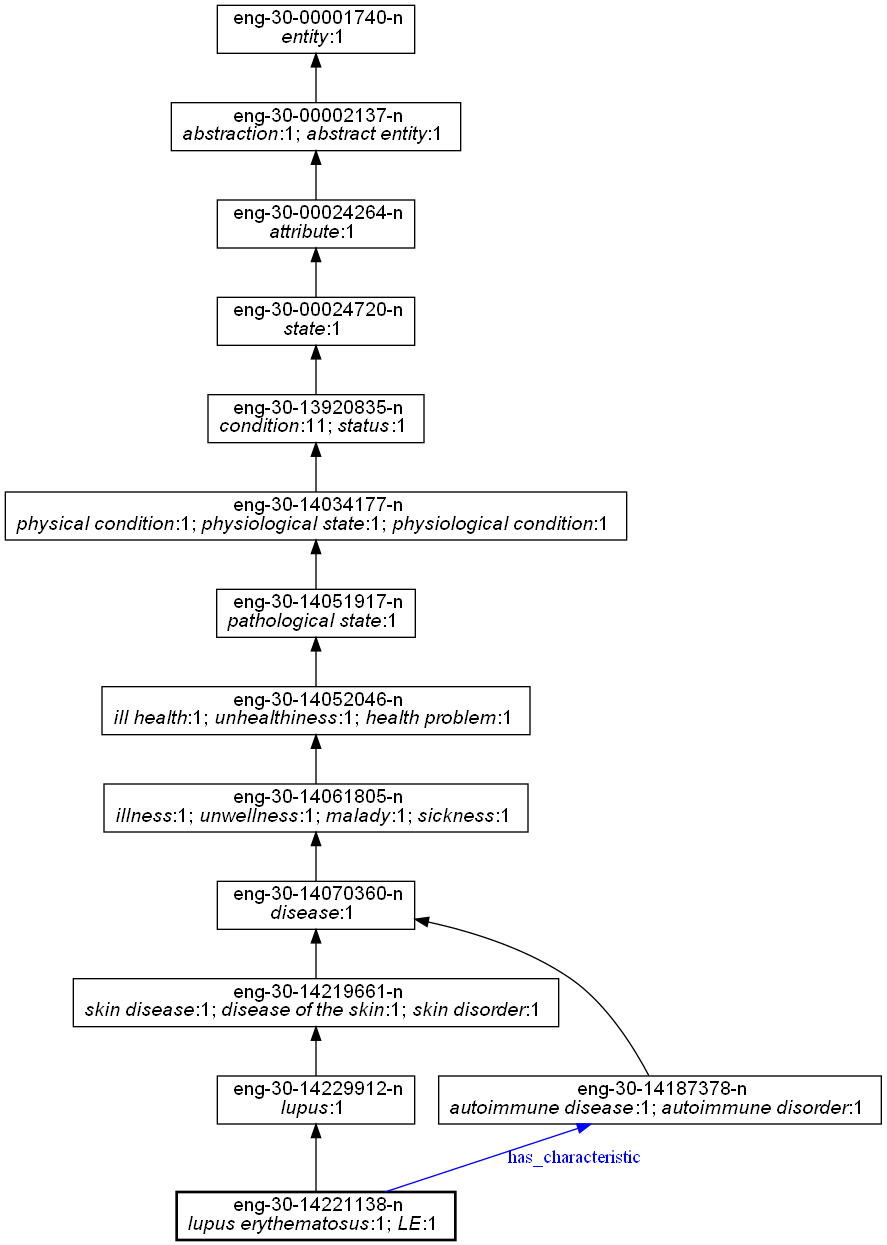 eng-30-00001740-n
entity:1
eng-30-00002137-n
abstraction:1; abstract entity:1
eng-30-00024264-n
attribute:1
eng-30-00024720-n
state:1
eng-30-13920835-n
condition:11; status:1
eng-30-14034177-n
physical condition:1; physiological state:1; physiological condition:1
eng-30-14051917-n
pathological state:1
eng-30-14052046-n
ill health:1; unhealthiness:1; health problem:1
eng-30-14061805-n
illness:1; unwellness:1; malady:1; sickness:1
eng-30-14070360-n
disease:1
eng-30-14219661-n
skin disease:1; disease of the skin:1; skin disorder:1
eng-30-14229912-n
lupus:1
eng-30-14187378-n
autoimmune disease:1; autoimmune disorder:1
has_characteristic
eng-30-14221138-n
lupus erythematosus:1; LE:1